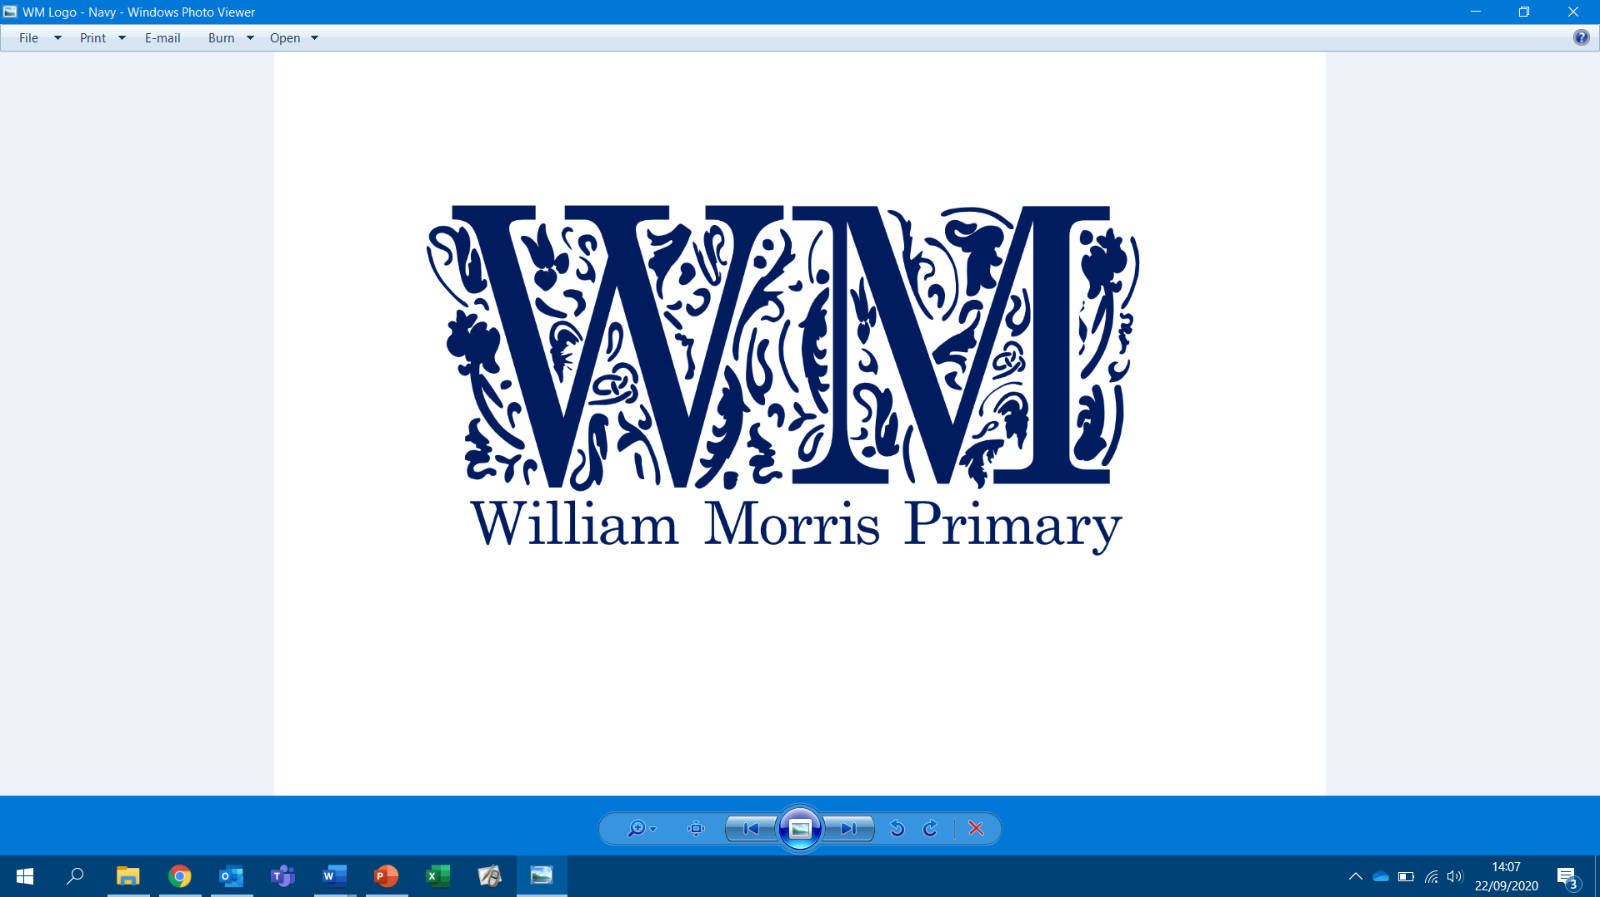 WM Logo - Navy - Windows Photo Viewer
File Print E-mail Burn Open
WM
William Morris Primary
14:07
22/09/2020
3